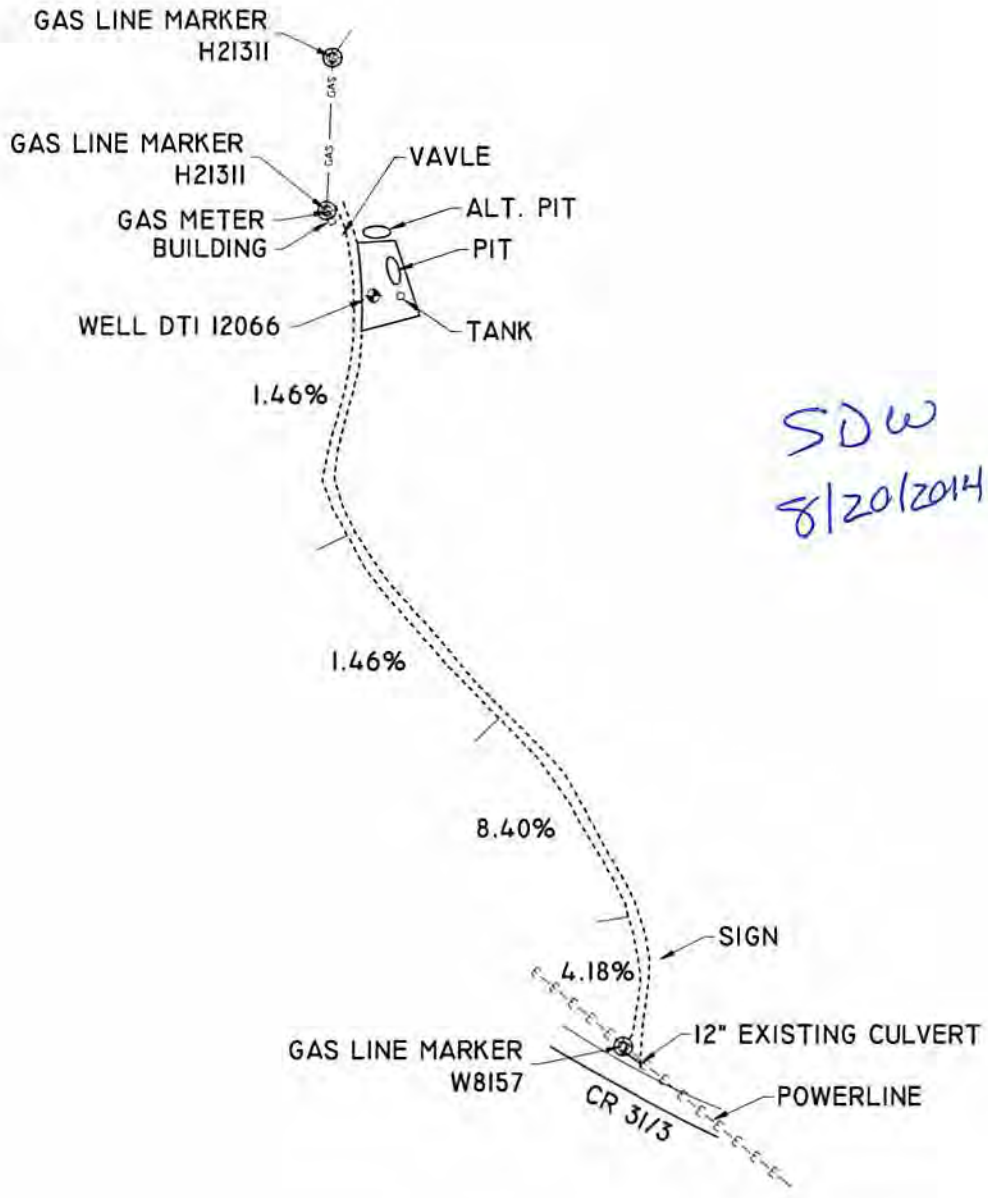 GAS LINE MARKER
H21311
GAS
GAS
GAS LINE MARKER
H21311
VAVLE
GAS METER
BUILDING
ALT. PIT
PIT
WELL DTI 12066
TANK
1.46%
SDW
8/20/2014
1.46%
8.40%
SIGN
4.18%
E E E E E E E E E E E E E E
12" EXISTING CULVERT
GAS LINE MARKER
W8157
POWERLINE
CR 31/3